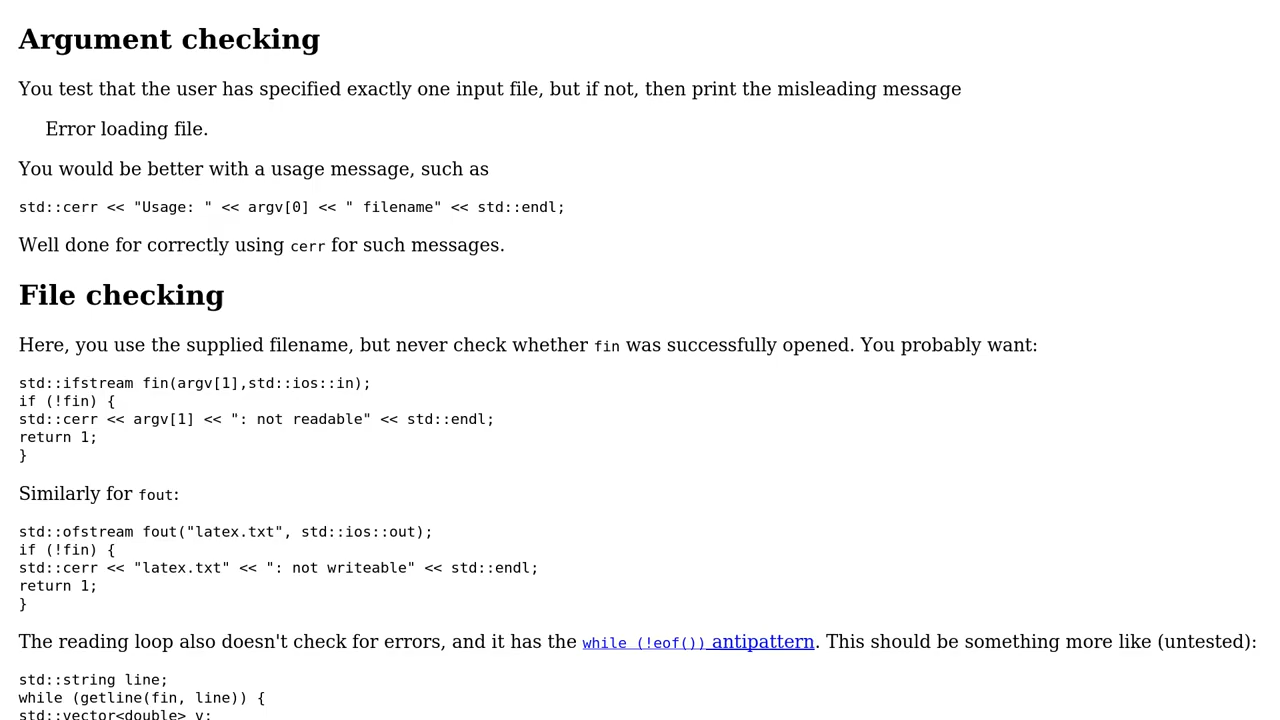 Argument checking
You test that the user has specified exactly one input file, but if not, then print the misleading message
Error loading file.
You would be better with a usage message, such as
std::cerr << "Usage: " << argv[0] << " filename" << std::endl;
Well done for correctly using cerr for such messages.
File checking
Here, you use the supplied filename, but never check whether fin was successfully opened. You probably want:
std::ifstream fin(argv[1],std::ios::in);
if (!fin) {
std::cerr << argv[1] << ": not readable" << std::endl;
return 1;
}
Similarly for fout:
std::ofstream fout("latex.txt", std::ios::out);
if (!fin) {
std::cerr << "latex.txt" << ": not writeable" << std::endl;
return 1;
}
The reading loop also doesn't check for errors, and it has the while (!eof()) antipattern. This should be something more like (untested):
std::string line;
while (getline(fin, line)) {
std::vector<double> v;